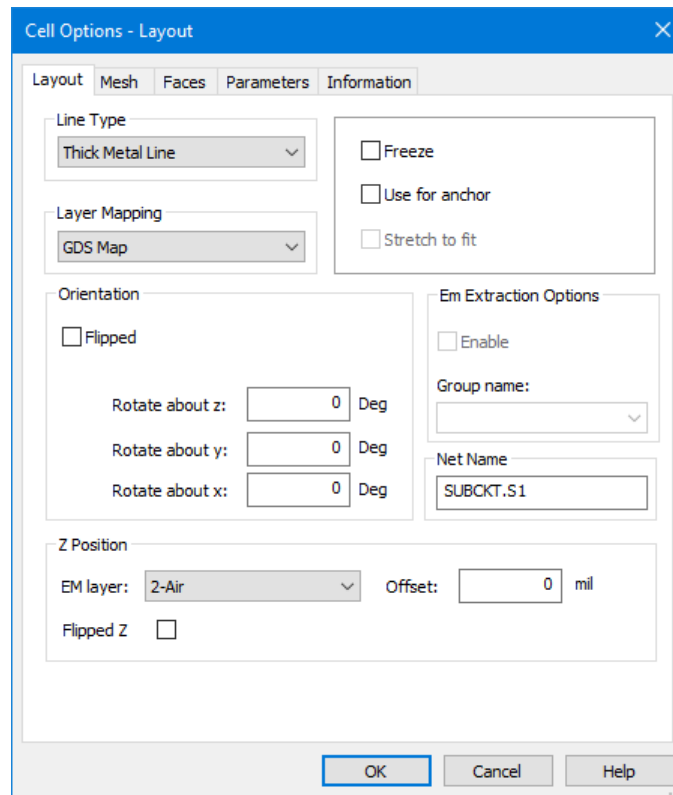 Cell Options - Layout
Layout Mesh Faces Parameters Information
Line Type
Thick Metal Line
Freeze
Use for anchor
Layer Mapping
GDS Map
Stretch to fit
Orientation
Flipped
Rotate about z: 0 Deg
Rotate about y: 0 Deg
Rotate about x: 0 Deg
Em Extraction Options
Enable
Group name:
Net Name
SUBCKT.S1
Z Position
EM layer: 2-Air Offset: 0 mil
Flipped Z
OK Cancel Help